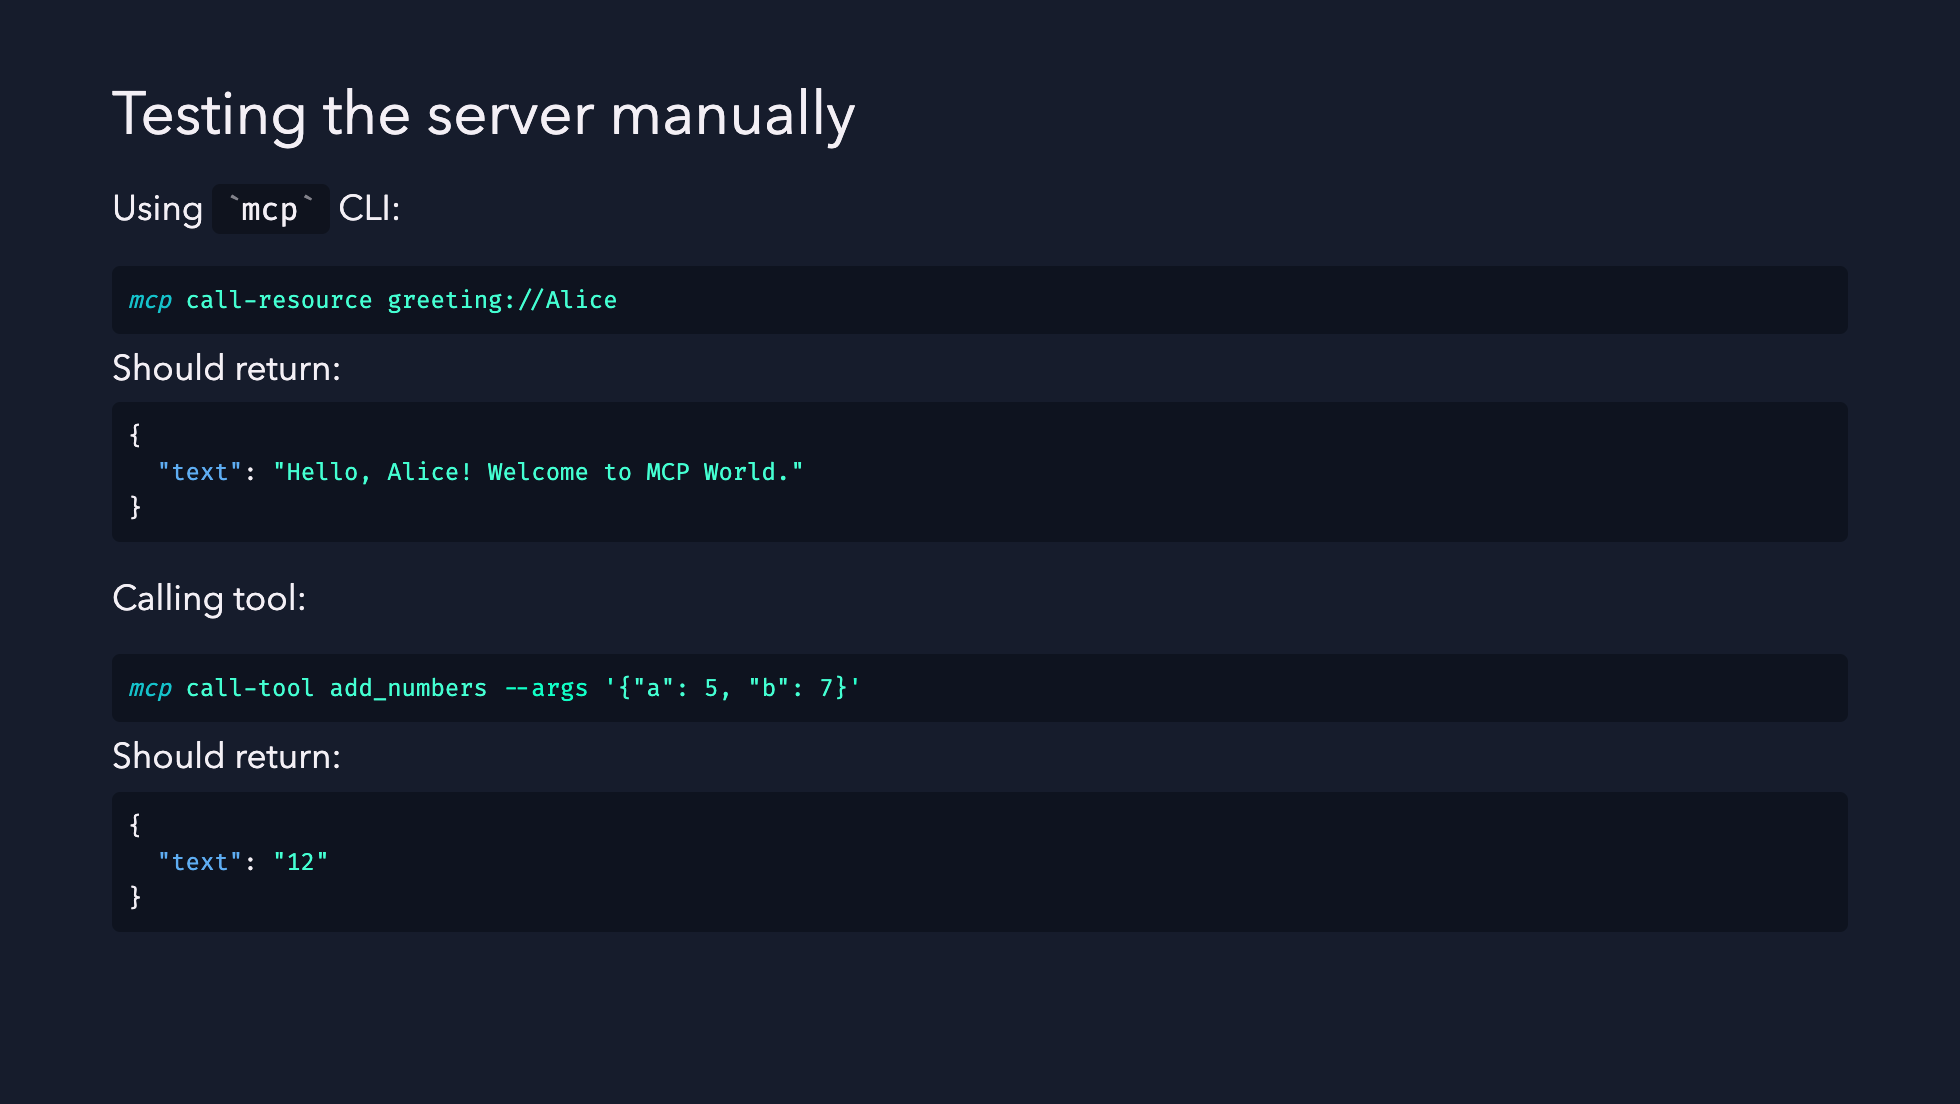 Testing the server manually
Using `mcp` CLI:
mcp call-resource greeting://Alice
Should return:
{
  "text": "Hello, Alice! Welcome to MCP World."
}
Calling tool:
mcp call-tool add_numbers --args '{"a": 5, "b": 7}'
Should return:
{
  "text": "12"
}